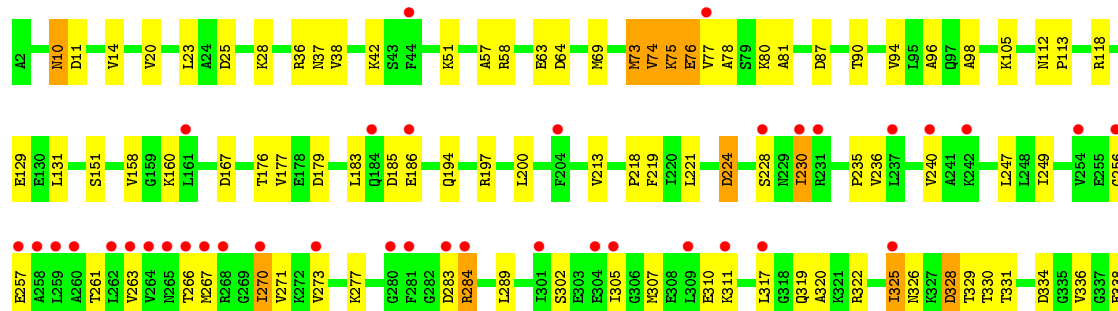 A2 N10 D11 V14 V20 L23 A24 D25 K28 R36 N37 V38 K42 S43 F44 K51 A57 R58 E63 D64 M69 M73 V74 K75 E76 V77 A78 S79 K80 A81 D87 T90 V94 L95 A96 Q97 A98 K105 N112 P113 R118
E129 E130 L131 S151 V158 G159 K160 L161 D167 T176 V177 E178 D179 L183 Q184 D185 E186 Q194 R197 L200 F204 V213 P218 F219 I220 L221 D224 S228 N229 I230 R231 P235 V236 L237 V240 A241 K242 L247 L248 I249 V254 E255 G256
E257 A258 L259 A260 T261 L262 V263 V264 N265 T266 M267 R268 G269 I270 V271 K272 V273 K277 G280 F281 G282 D283 R284 L289 I301 S302 E303 E304 I305 G306 M307 E308 L309 E310 K311 L317 G318 Q319 A320 K321 R322 I325 N326 K327 D328 T329 T330 T331 D334 G335 V336 G337 E338